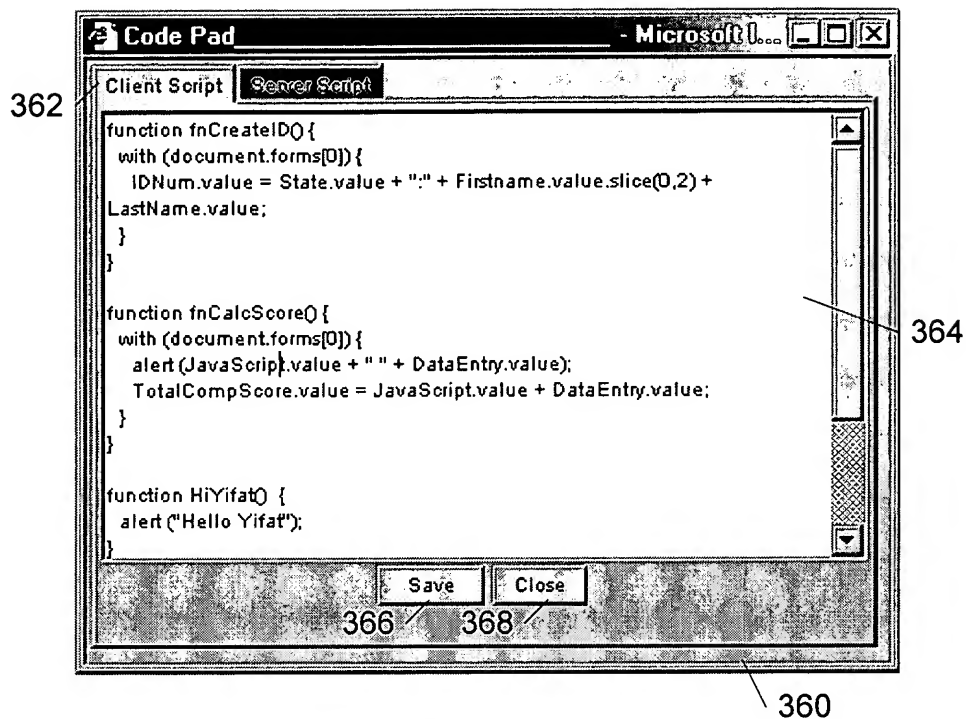 Code Pad - Microsoft I...
Client Script Server Script
362
function fnCreateID() {
with (document.forms[0]) {
IDNum.value = State.value + ":" + Firstname.value.slice(0,2) +
LastName.value;
}
}
function fnCalcScore() {
with (document.forms[0]) {
alert (JavaScript.value + " " + DataEntry.value);
TotalCompScore.value = JavaScript.value + DataEntry.value;
}
}
364
function HiYifat() {
alert ("Hello Yifat");
}
Save Close
366 368
360